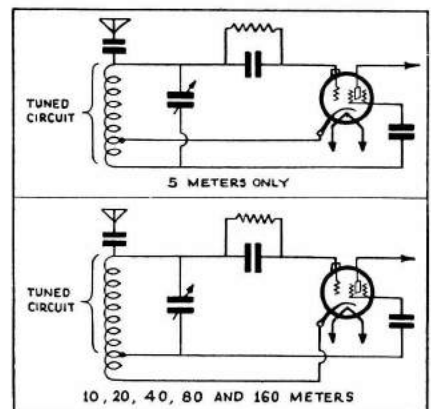 TUNED
CIRCUIT
5 METERS ONLY
TUNED
CIRCUIT
10, 20, 40, 80 AND 160 METERS